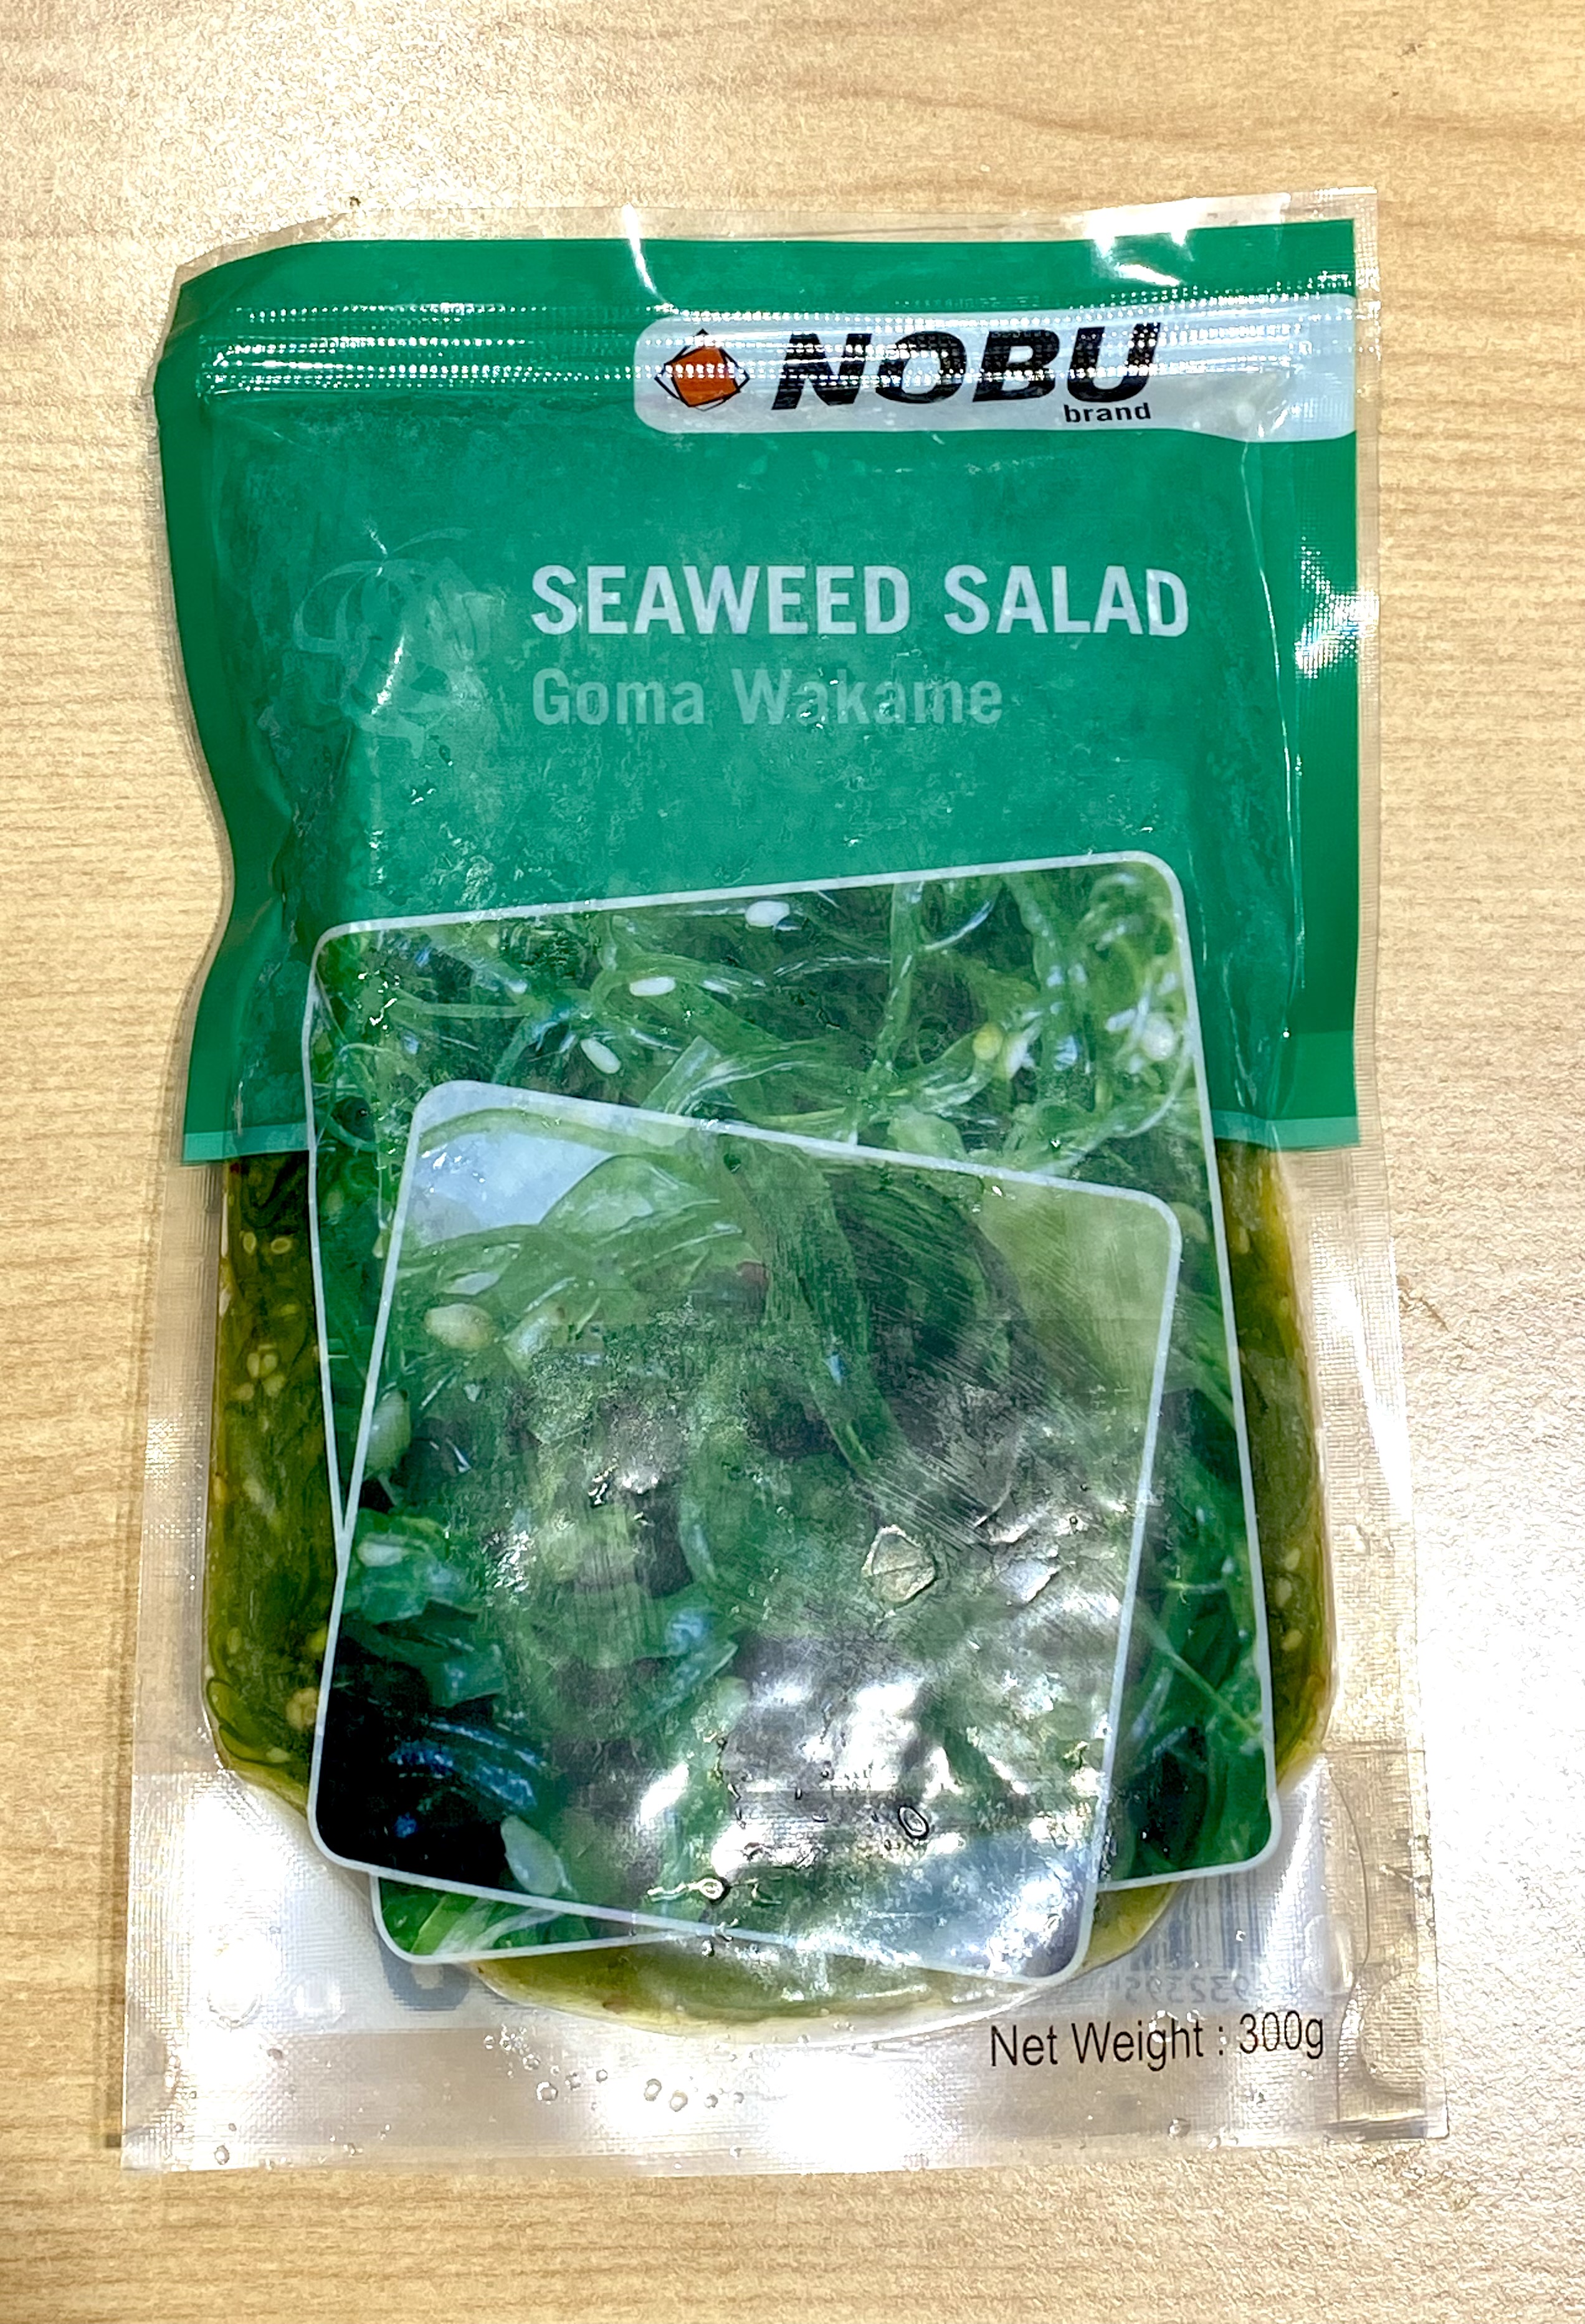 NOBU
brand
SEAWEED SALAD
Goma Wakame
Net Weight : 300g